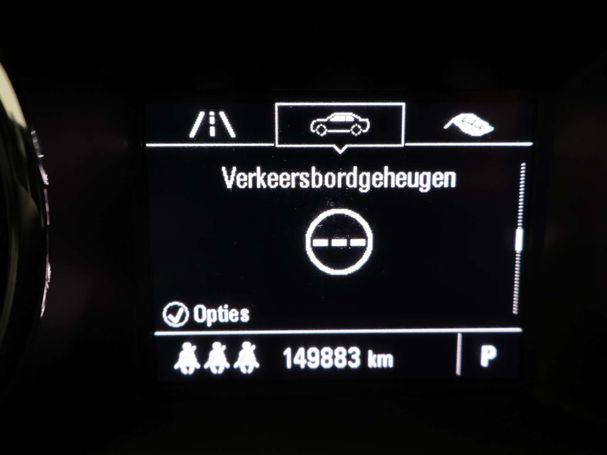 Verkeersbordgeheugen
---
Opties
149883 km P